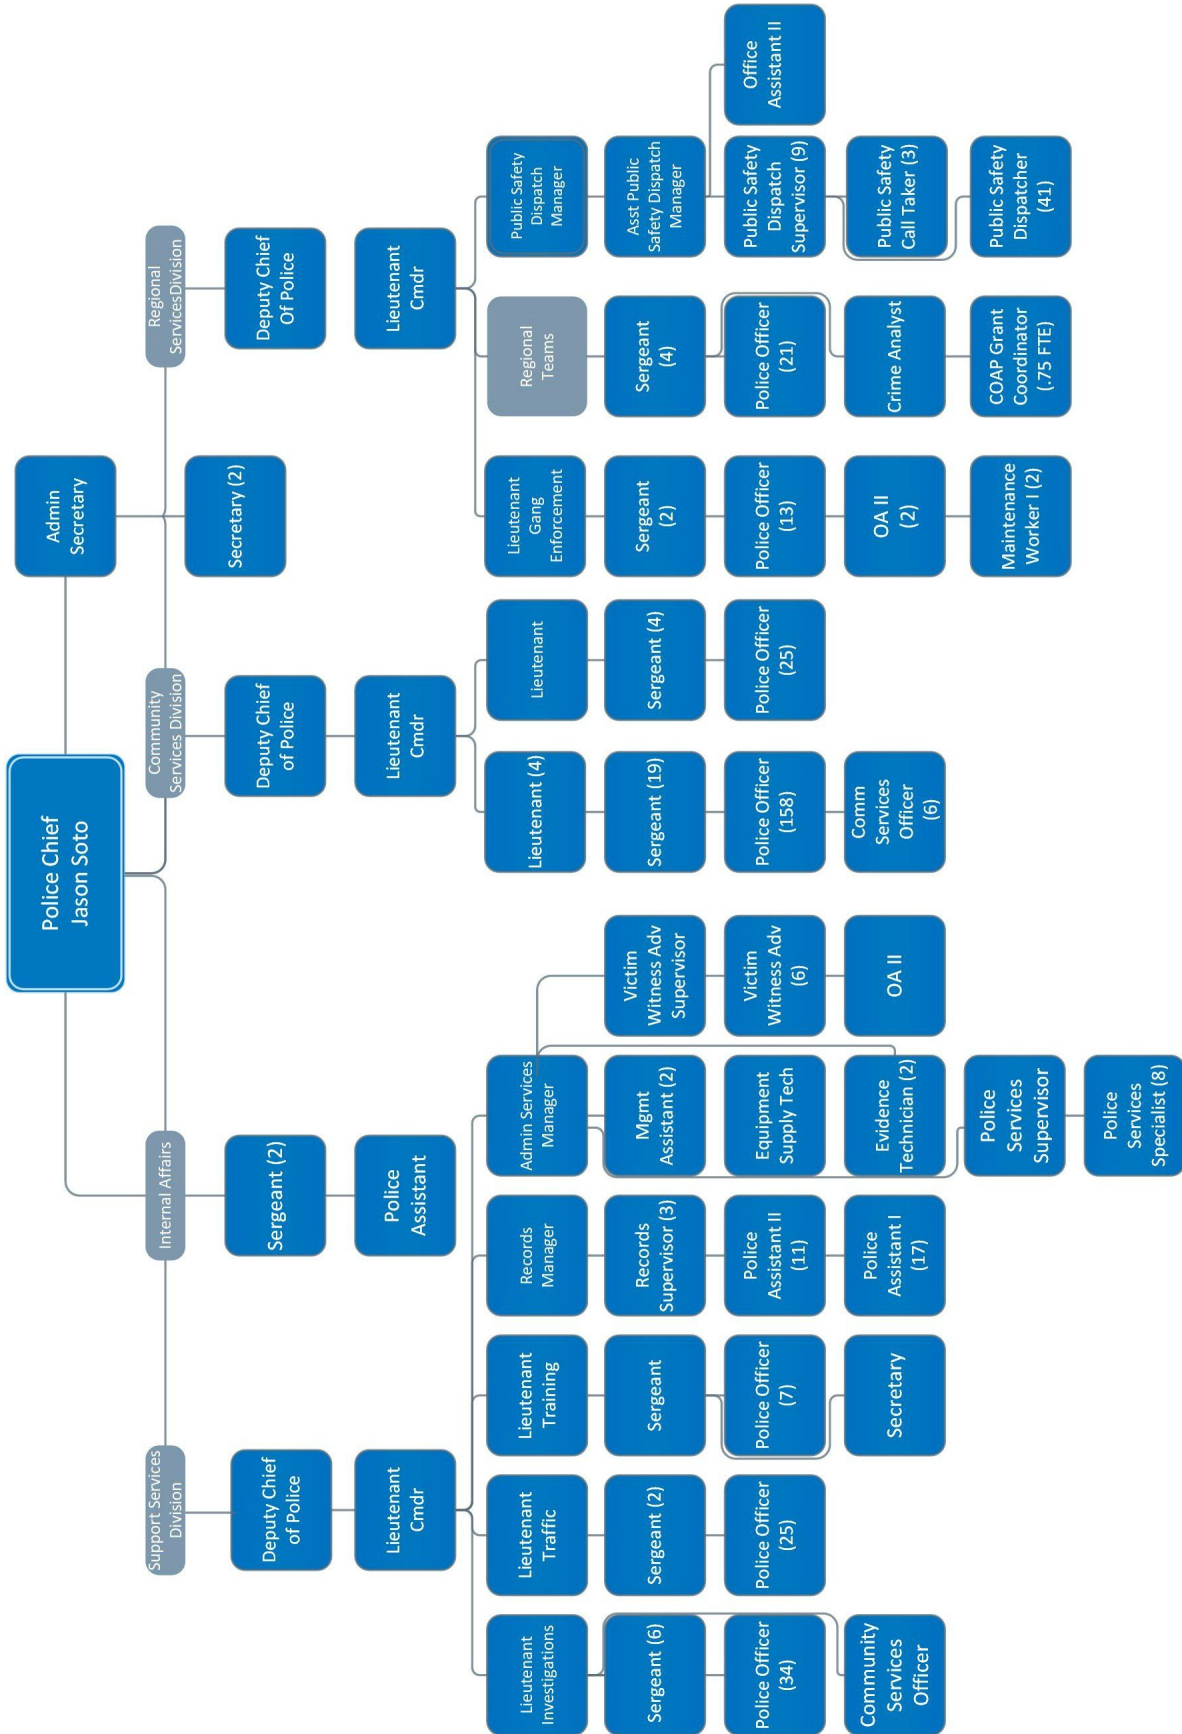 Police Chief
Jason Soto
Admin
Secretary
Secretary (2)
Support Services
Division
Internal Affairs
Community
Services Division
Regional
ServicesDivision
Deputy Chief
of Police
Lieutenant
Cmdr
Lieutenant
Investigations
Sergeant (6)
Police Officer
(34)
Community
Services
Officer
Lieutenant
Traffic
Sergeant (2)
Police Officer
(25)
Lieutenant
Training
Sergeant
Police Officer
(7)
Secretary
Records
Manager
Records
Supervisor (3)
Police
Assistant II
(11)
Police
Assistant I
(17)
Admin Services
Manager
Mgmt
Assistant (2)
Equipment
Supply Tech
Evidence
Technician (2)
Police
Services
Supervisor
Police
Services
Specialist (8)
Victim
Witness Adv
Supervisor
Victim
Witness Adv
(6)
OA II
Sergeant (2)
Police
Assistant
Deputy Chief
of Police
Lieutenant
Cmdr
Lieutenant (4)
Sergeant (19)
Police Officer
(158)
Comm
Services
Officer
(6)
Lieutenant
Sergeant (4)
Police Officer
(25)
Deputy Chief
Of Police
Lieutenant
Cmdr
Lieutenant
Gang
Enforcement
Sergeant
(2)
Police Officer
(13)
OA II
(2)
Maintenance
Worker I (2)
Regional
Teams
Sergeant
(4)
Police Officer
(21)
Crime Analyst
COAP Grant
Coordinator
(.75 FTE)
Public Safety
Dispatch
Manager
Asst Public
Safety Dispatch
Manager
Public Safety
Dispatch
Supervisor (9)
Public Safety
Call Taker (3)
Public Safety
Dispatcher
(41)
Office
Assistant II